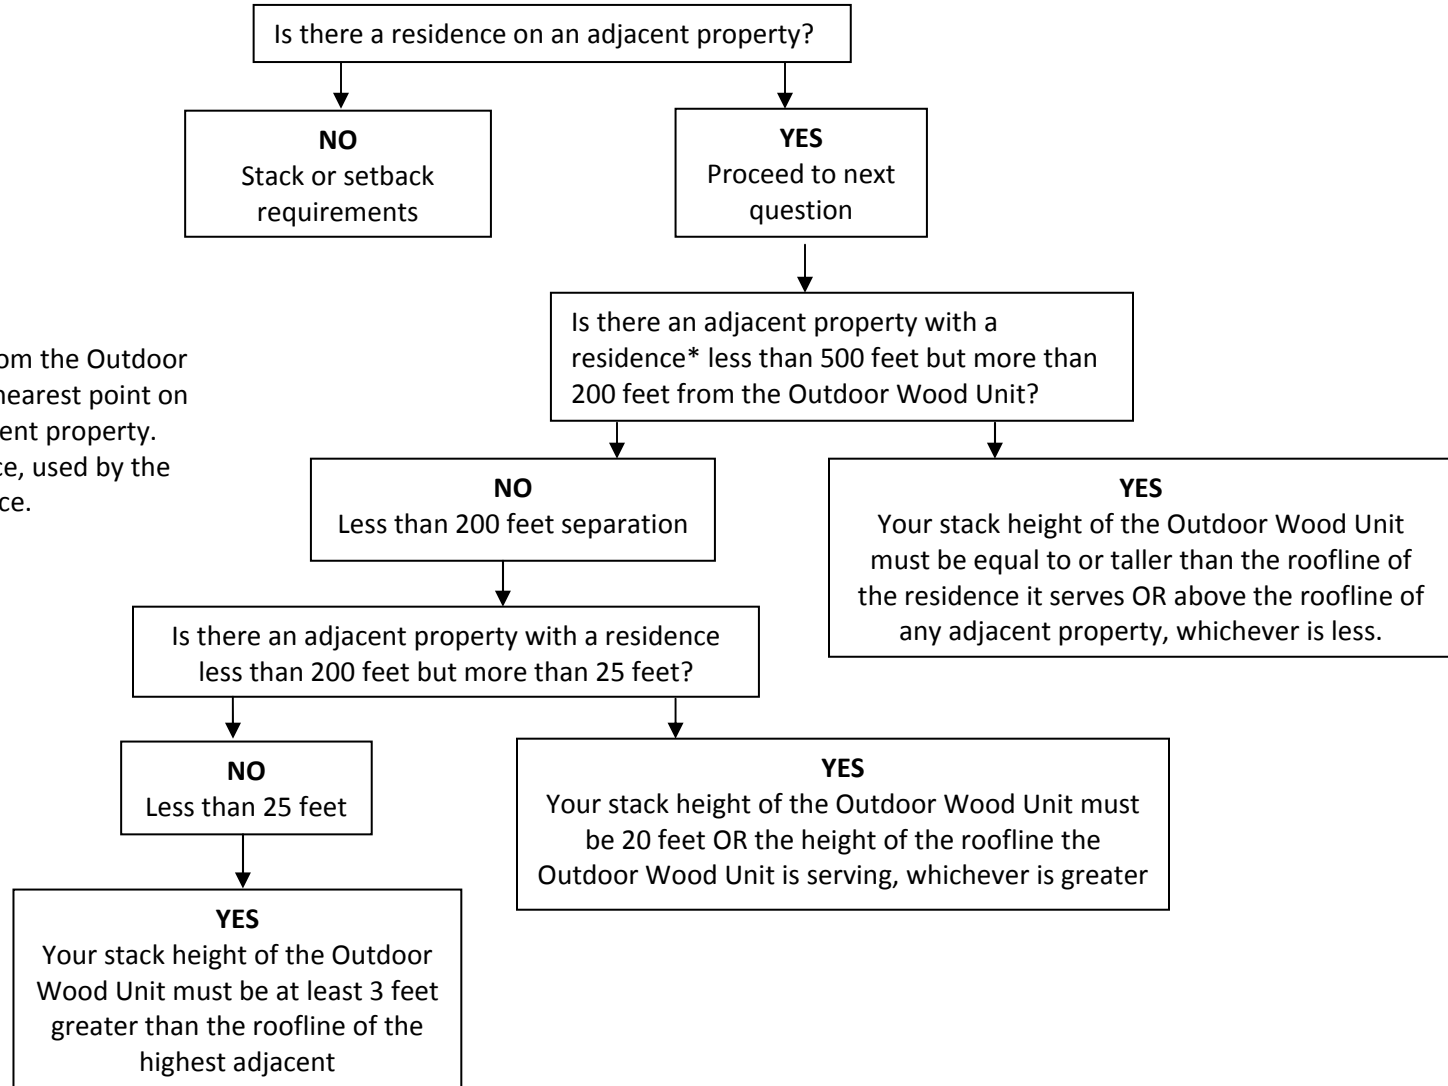 Is there a residence on an adjacent property?
NO
Stack or setback
requirements
YES
Proceed to next
question
om the Outdoor
nearest point on
ent property.
ce, used by the
ce.
Is there an adjacent property with a
residence* less than 500 feet but more than
200 feet from the Outdoor Wood Unit?
NO
Less than 200 feet separation
YES
Your stack height of the Outdoor Wood Unit
must be equal to or taller than the roofline of
the residence it serves OR above the roofline of
any adjacent property, whichever is less.
Is there an adjacent property with a residence
less than 200 feet but more than 25 feet?
NO
Less than 25 feet
YES
Your stack height of the Outdoor Wood Unit must
be 20 feet OR the height of the roofline the
Outdoor Wood Unit is serving, whichever is greater
YES
Your stack height of the Outdoor
Wood Unit must be at least 3 feet
greater than the roofline of the
highest adjacent